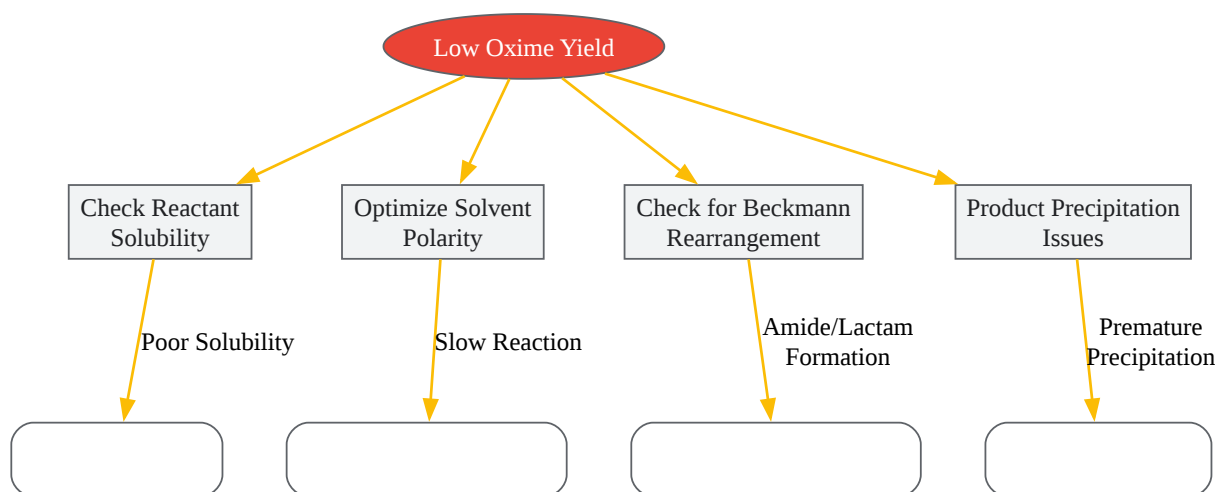 Low Oxime Yield
Check Reactant
Solubility
Optimize Solvent
Polarity
Check for Beckmann
Rearrangement
Product Precipitation
Issues
Poor Solubility
Slow Reaction
Amide/Lactam
Formation
Premature
Precipitation